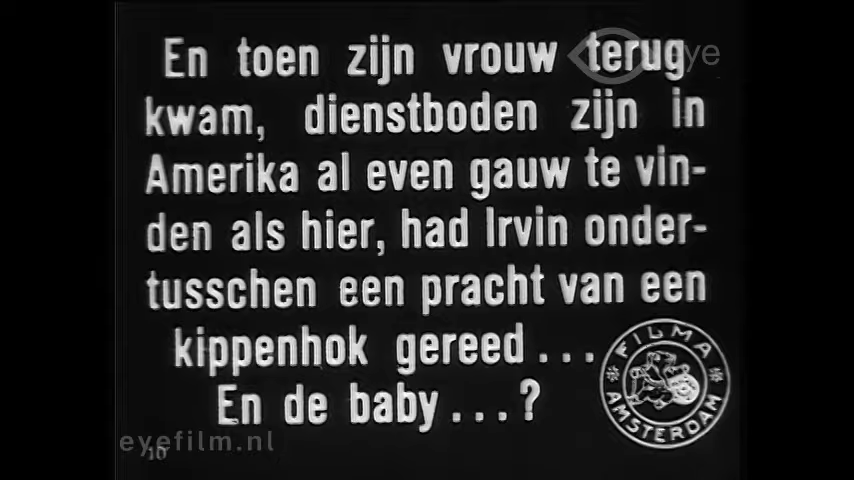 En toen zijn vrouw terug
kwam, dienstboden zijn in
Amerika al even gauw te vin-
den als hier, had Irvin onder-
tusschen een pracht van een
kippenhok gereed...
En de baby...?
eye
FILMA
AMSTERDAM
eyefilm.nl
10